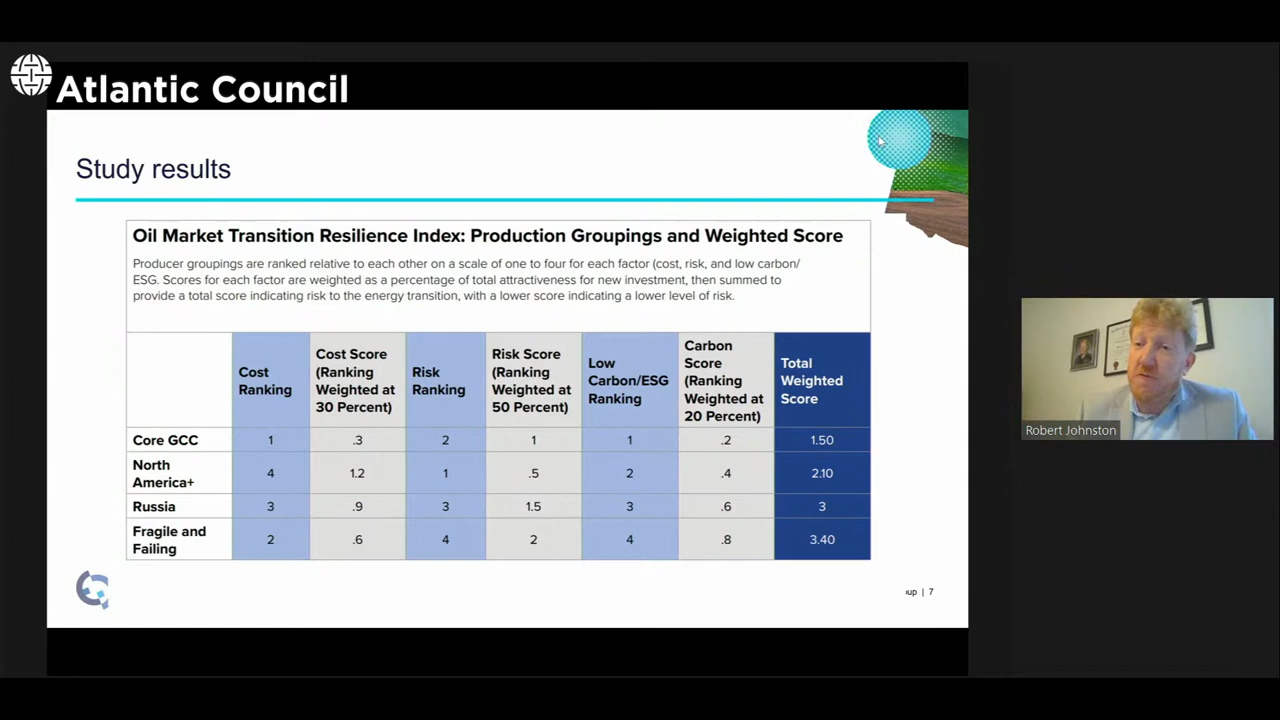 Atlantic Council
Study results
Oil Market Transition Resilience Index: Production Groupings and Weighted Score
Producer groupings are ranked relative to each other on a scale of one to four for each factor (cost, risk, and low carbon/
ESG. Scores for each factor are weighted as a percentage of total attractiveness for new investment, then summed to
provide a total score indicating risk to the energy transition, with a lower score indicating a lower level of risk.
Cost
Ranking
Cost Score
(Ranking
Weighted at
30 Percent)
Risk
Ranking
Risk Score
(Ranking
Weighted at
50 Percent)
Low
Carbon/ESG
Ranking
Carbon
Score
(Ranking
Weighted at
20 Percent)
Total
Weighted
Score
Core GCC 1 .3 2 1 1 .2 1.50
North
America+ 4 1.2 1 .5 2 .4 2.10
Russia 3 .9 3 1.5 3 .6 3
Fragile and
Failing 2 .6 4 2 4 .8 3.40
up | 7
Robert Johnston